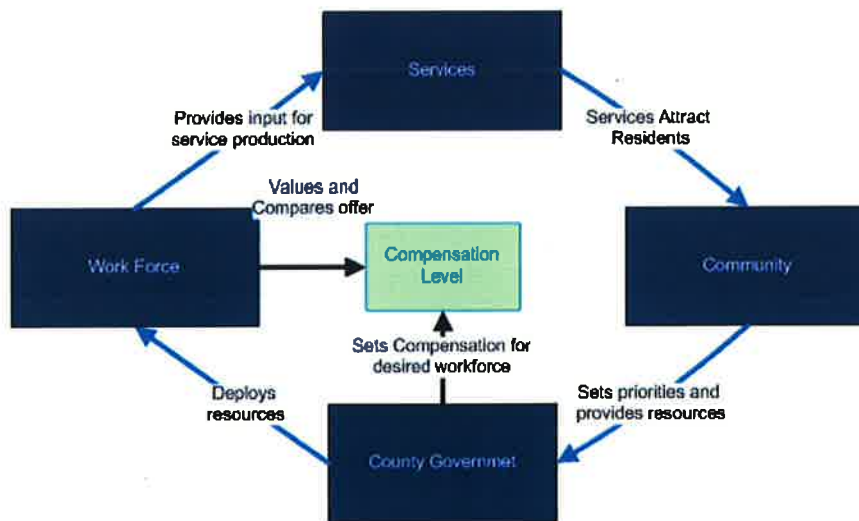 Services
Provides input for
service production
Services Attract
Residents
Values and
Compares offer
Work Force
Compensation
Level
Community
Sets Compensation for
desired workforce
Deploys
resources
Sets priorities and
provides resources
County Governmet